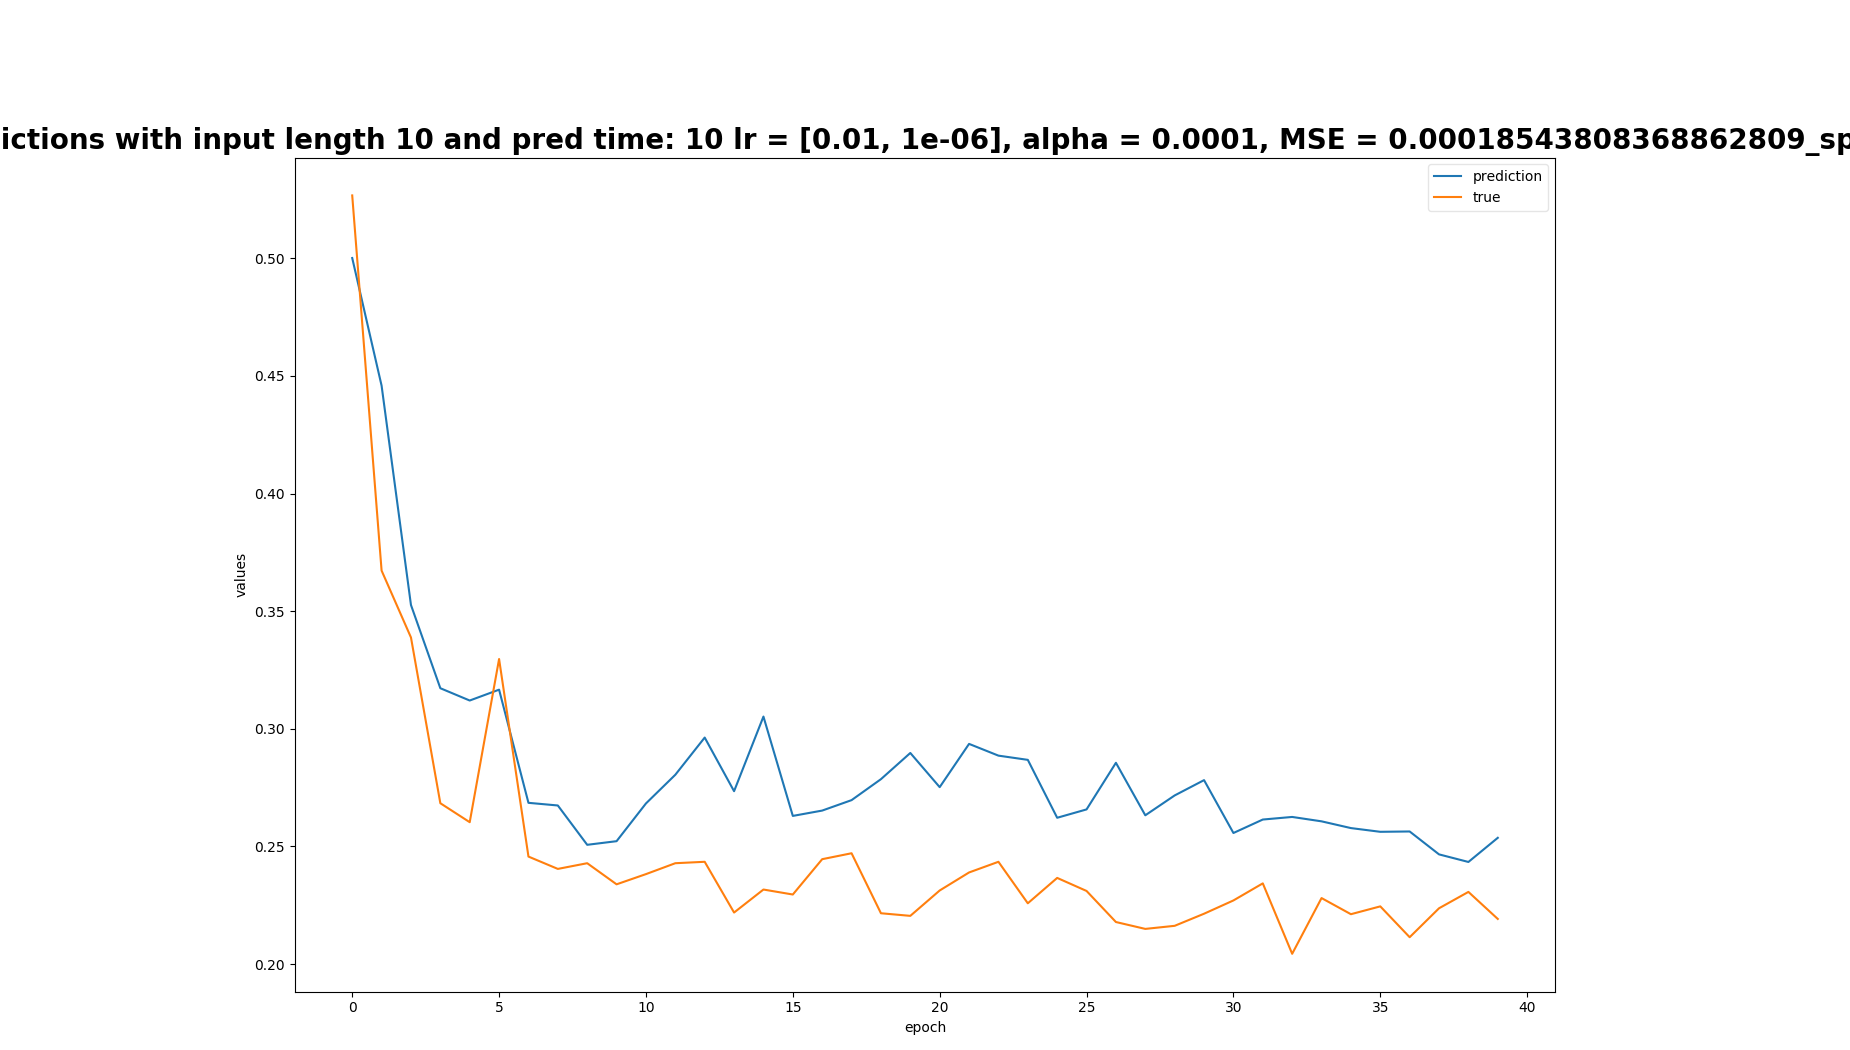 ictions with input length 10 and pred time: 10 lr = [0.01, 1e-06], alpha = 0.0001, MSE = 0.00018543808368862809_sp
prediction
true
0.50
0.45
0.40
0.35
0.30
0.25
0.20
values
0 5 10 15 20 25 30 35 40
epoch